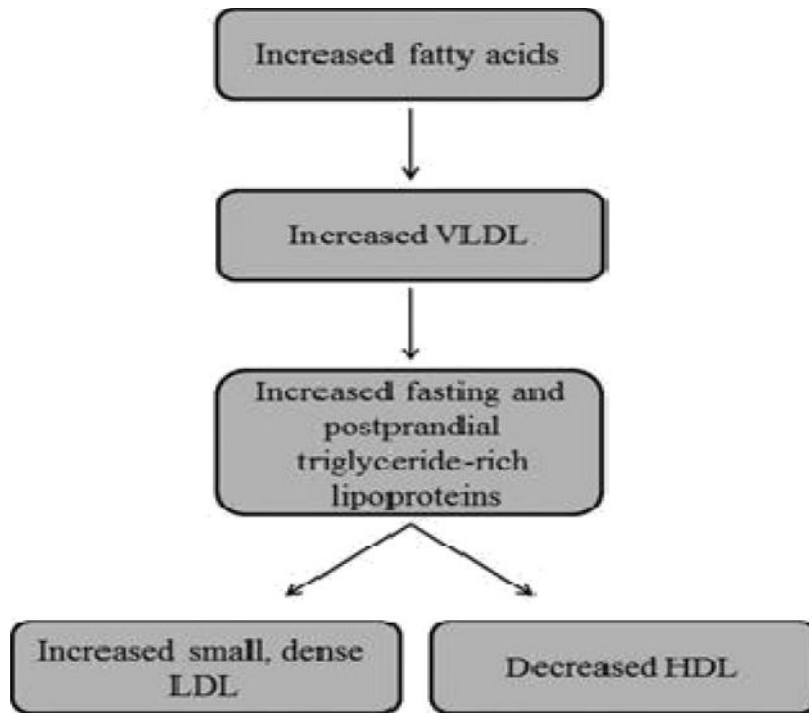 Increased fatty acids
Increased VLDL
Increased fasting and
postprandial
triglyceride-rich
lipoproteins
Increased small, dense
LDL
Decreased HDL